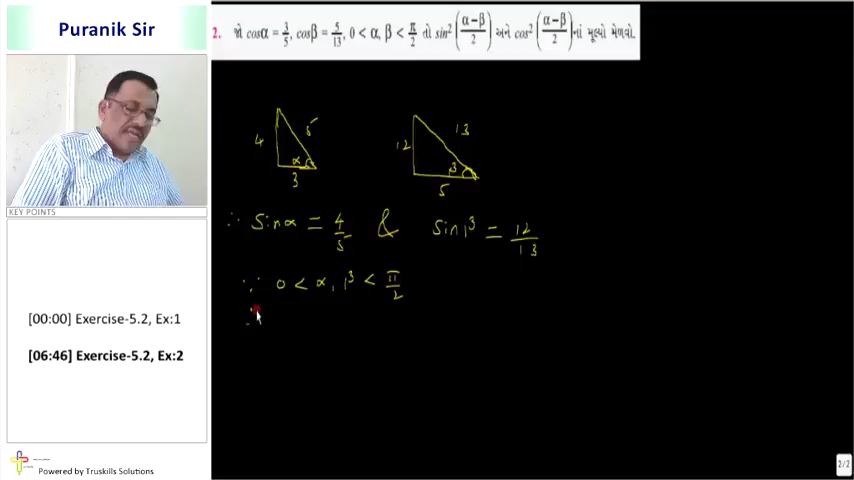 Puranik Sir
2. જો cosα = 3/5, cosβ = 5/13, 0 < α, β < π/2 તો sin² ((α−β)/2) અને cos² ((α−β)/2) નાં મૂલ્યો મેળવો.
4 5 α 3
12 13 β 5
∴ Sinα = 4/5 & Sinβ = 12/13
∵ 0 < α, β < π/2
∴
KEY POINTS
[00:00] Exercise-5.2, Ex:1
[06:46] Exercise-5.2, Ex:2
Powered by Truskills Solutions
2/2